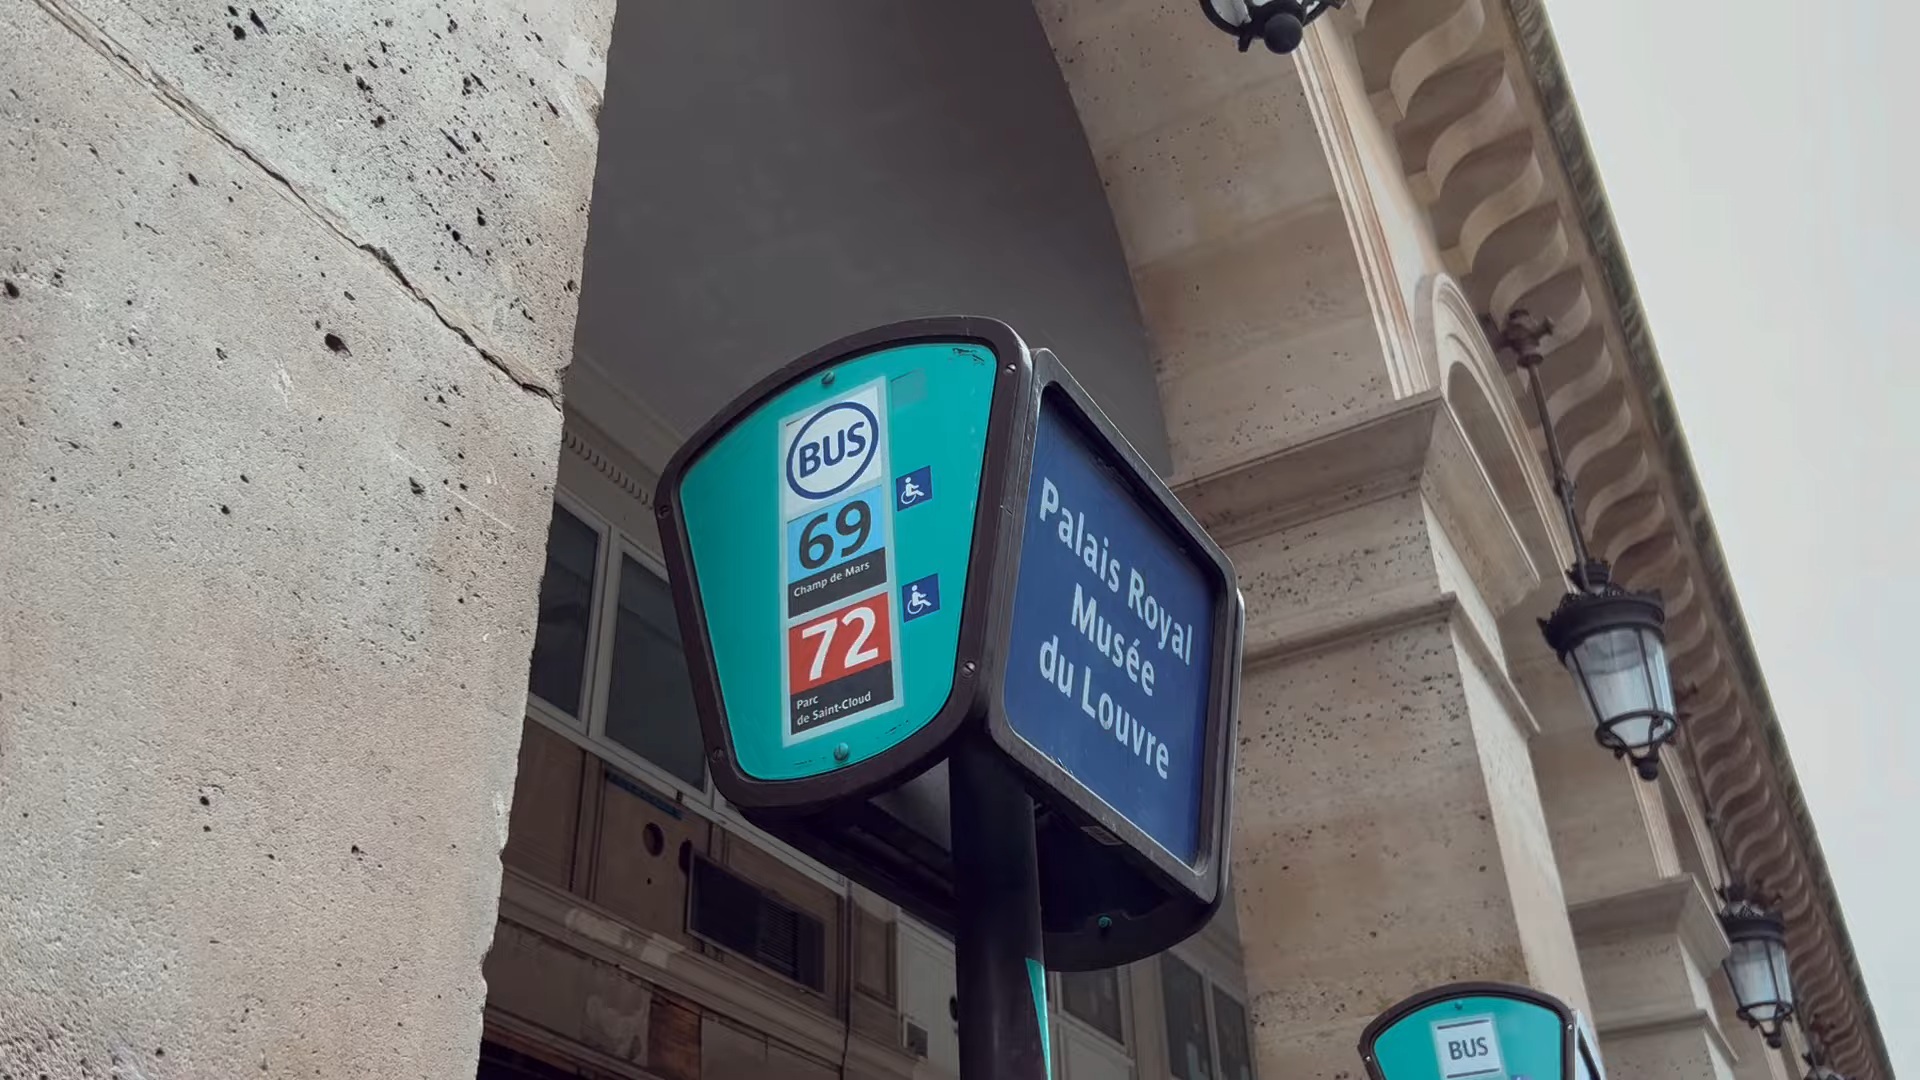 BUS
69
Champ de Mars
72
Parc
de Saint-Cloud
Palais Royal
Musée
du Louvre
BUS